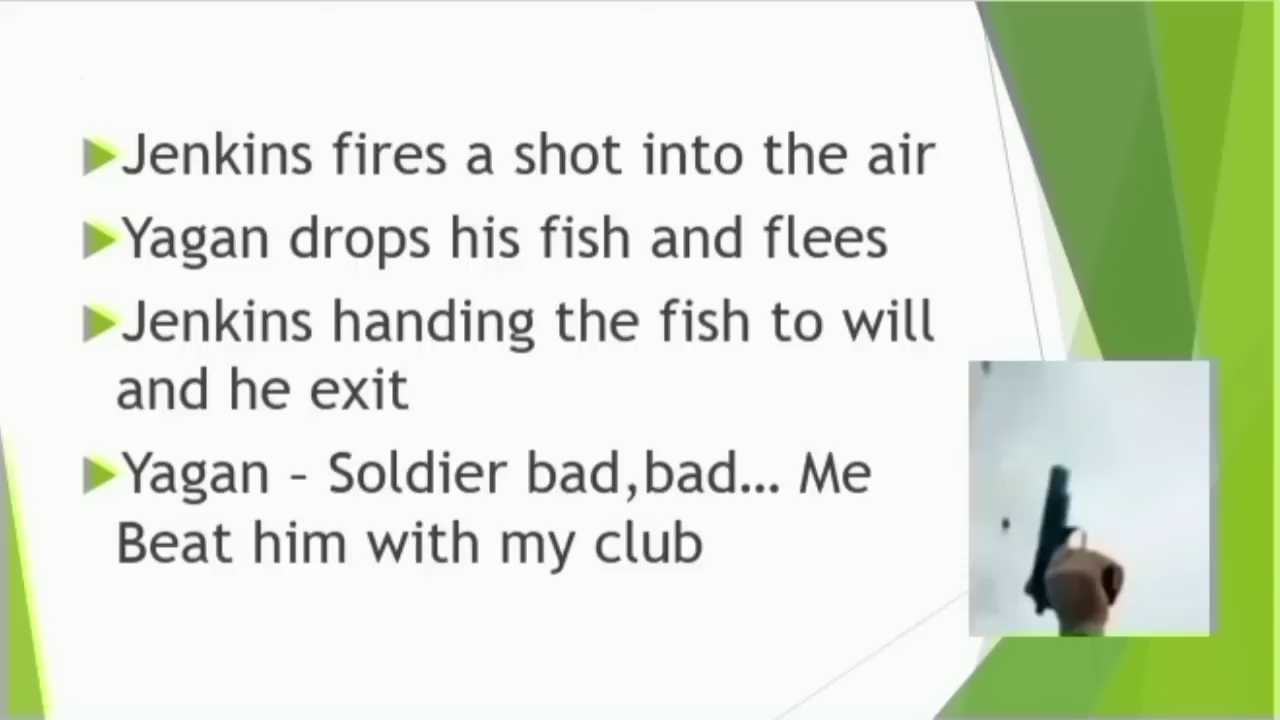 Jenkins fires a shot into the air
Yagan drops his fish and flees
Jenkins handing the fish to will
and he exit
Yagan – Soldier bad,bad… Me
Beat him with my club